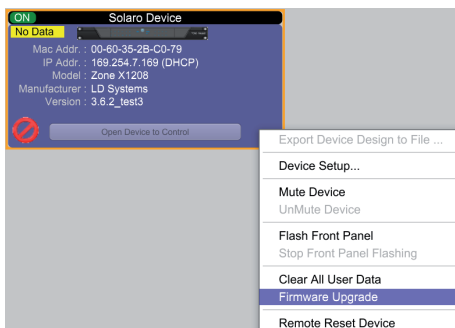 ON Solaro Device
No Data
Mac Addr. : 00-60-35-2B-C0-79
IP Addr. : 169.254.7.169 (DHCP)
Model : Zone X1208
Manufacturer : LD Systems
Version : 3.6.2_test3
Open Device to Control
Export Device Design to File ...
Device Setup...
Mute Device
UnMute Device
Flash Front Panel
Stop Front Panel Flashing
Clear All User Data
Firmware Upgrade
Remote Reset Device